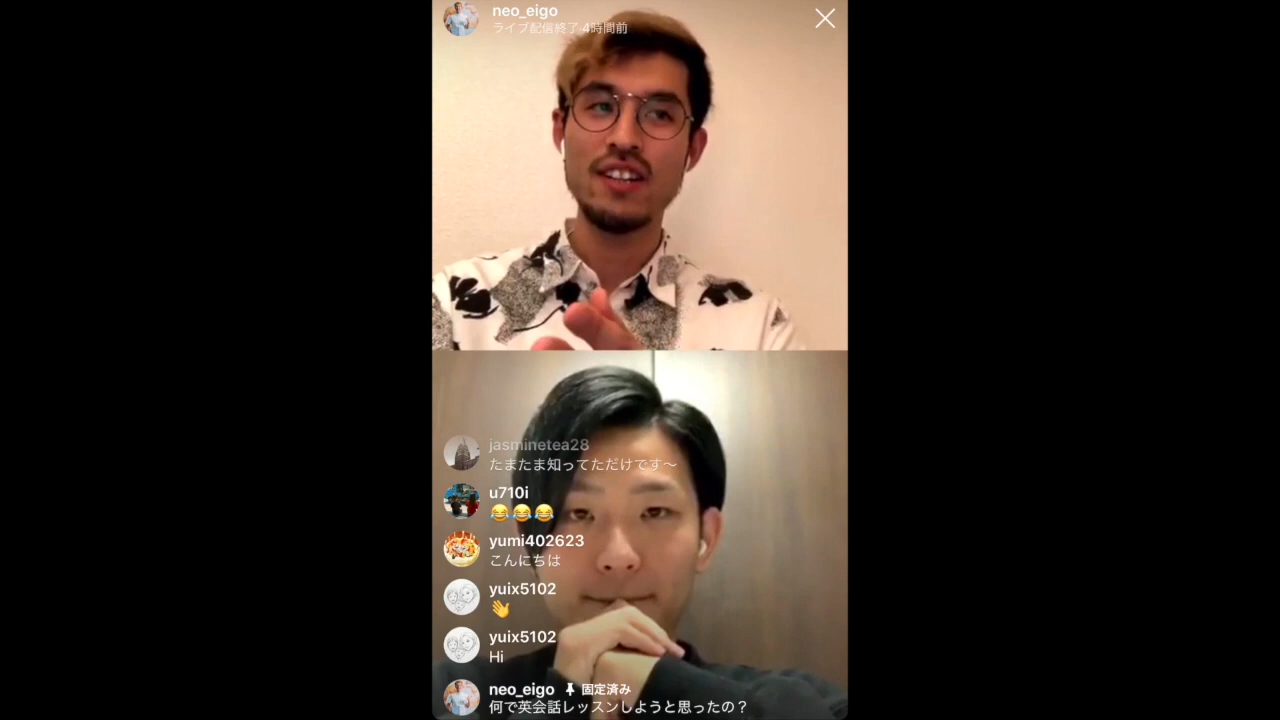 neo_eigo
ライブ配信終了 4時間前
jasminetea28
たまたま知ってただけです〜
u710i
😂😂😂
yumi402623
こんにちは
yuix5102
👋
yuix5102
Hi
neo_eigo 固定済み
何で英会話レッスンしようと思ったの？